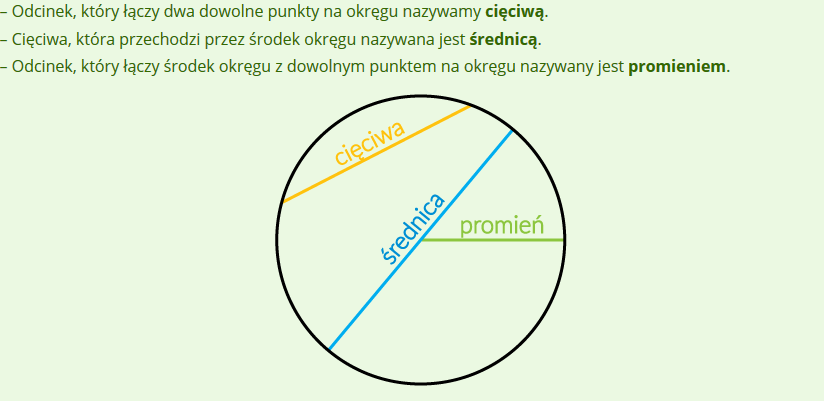 – Odcinek, który łączy dwa dowolne punkty na okręgu nazywamy cięciwą.
– Cięciwa, która przechodzi przez środek okręgu nazywana jest średnicą.
– Odcinek, który łączy środek okręgu z dowolnym punktem na okręgu nazywany jest promieniem.
cięciwa
średnica
promień